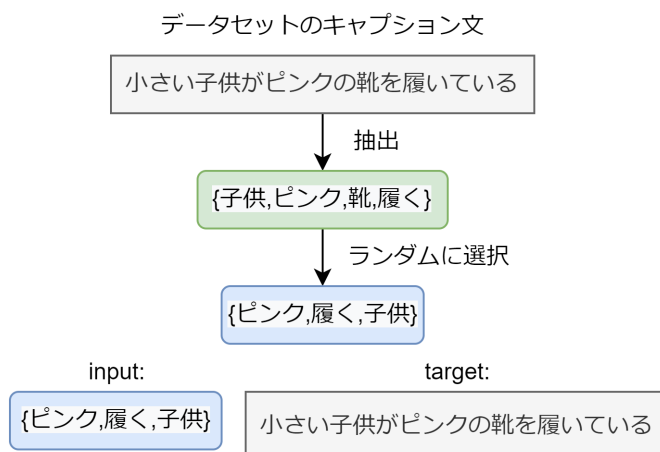 データセットのキャプション文
小さい子供がピンクの靴を履いている
抽出
{子供,ピンク,靴,履く}
ランダムに選択
{ピンク,履く,子供}
input:
target:
{ピンク,履く,子供}
小さい子供がピンクの靴を履いている